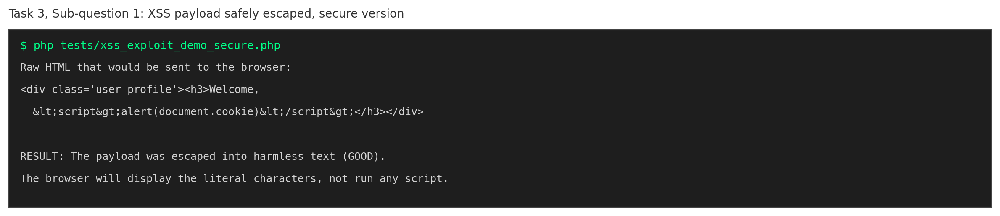 Task 3, Sub-question 1: XSS payload safely escaped, secure version
$ php tests/xss_exploit_demo_secure.php
Raw HTML that would be sent to the browser:
<div class='user-profile'><h3>Welcome,
&lt;script&gt;alert(document.cookie)&lt;/script&gt;</h3></div>
RESULT: The payload was escaped into harmless text (GOOD).
The browser will display the literal characters, not run any script.